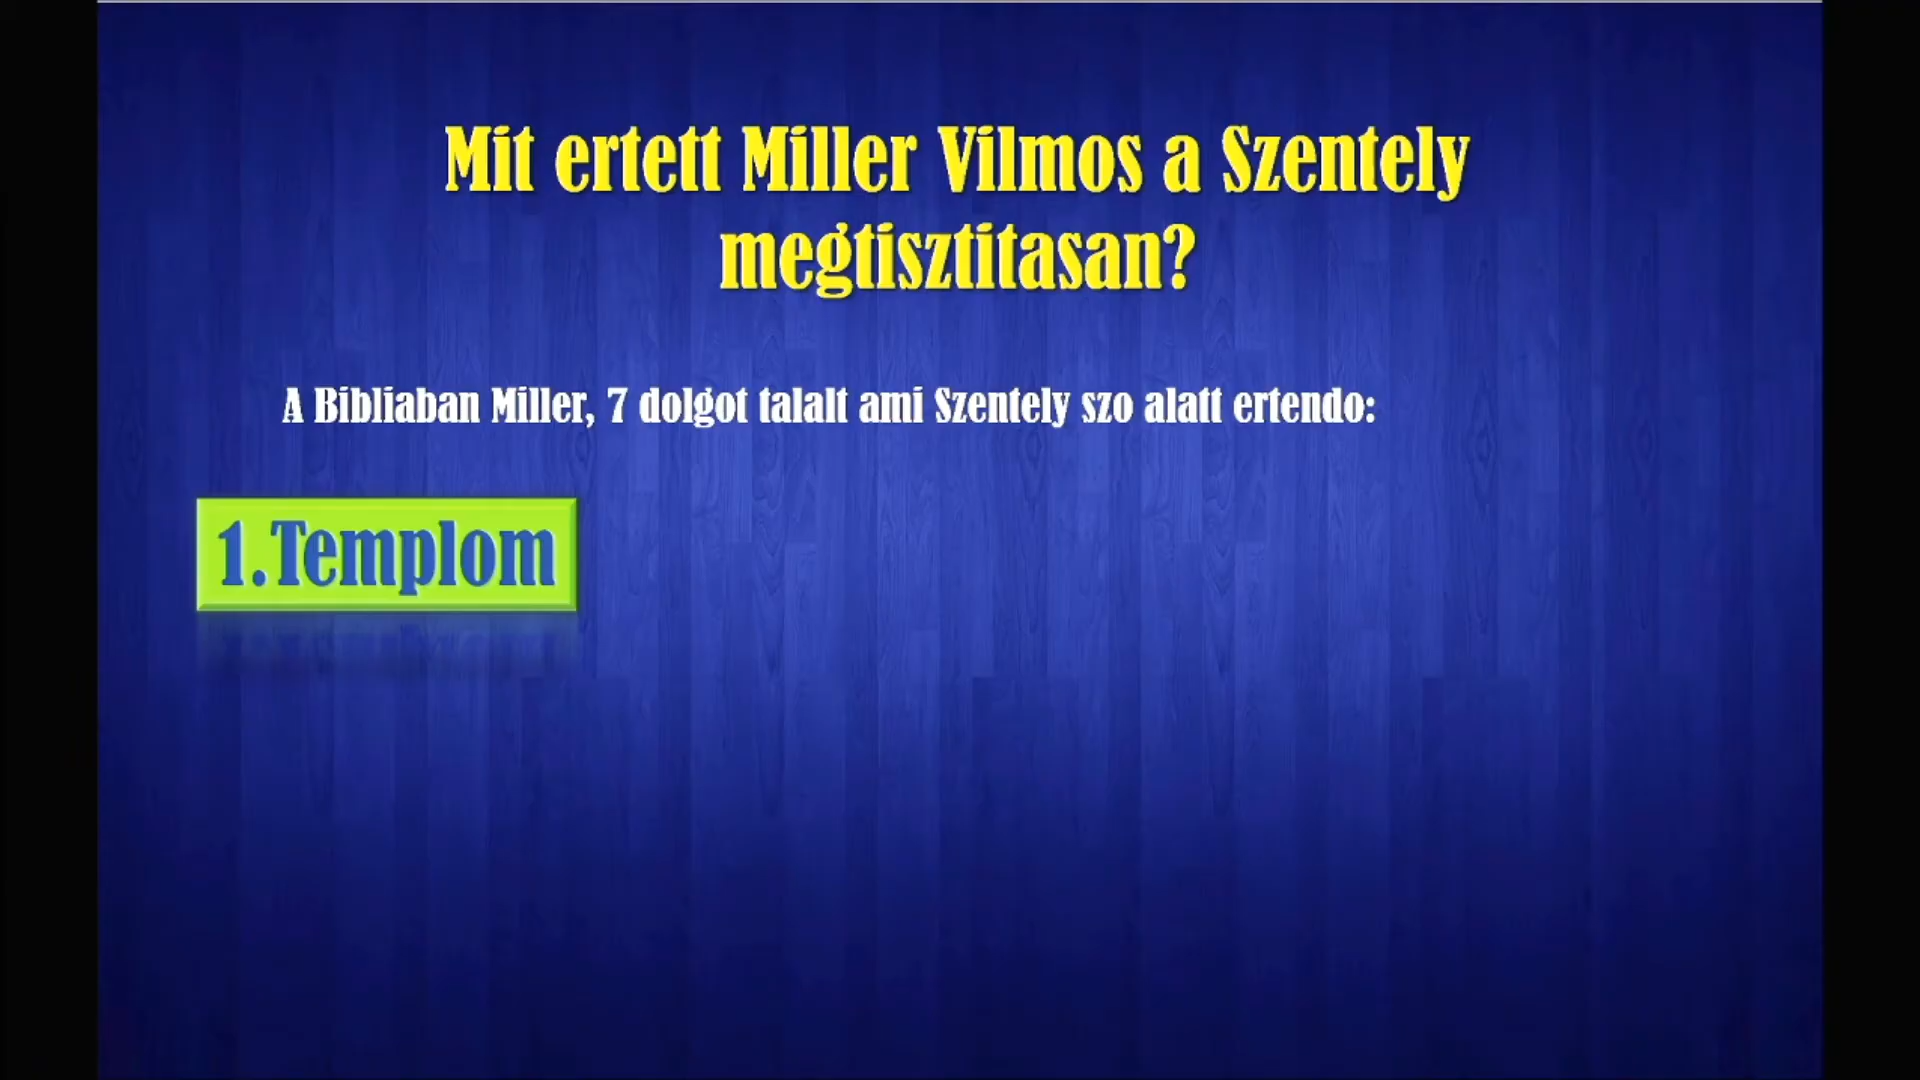 Mit ertett Miller Vilmos a Szentely
megtisztitasan?
A Bibliaban Miller, 7 dolgot talalt ami Szentely szo alatt ertendo:
1.Templom